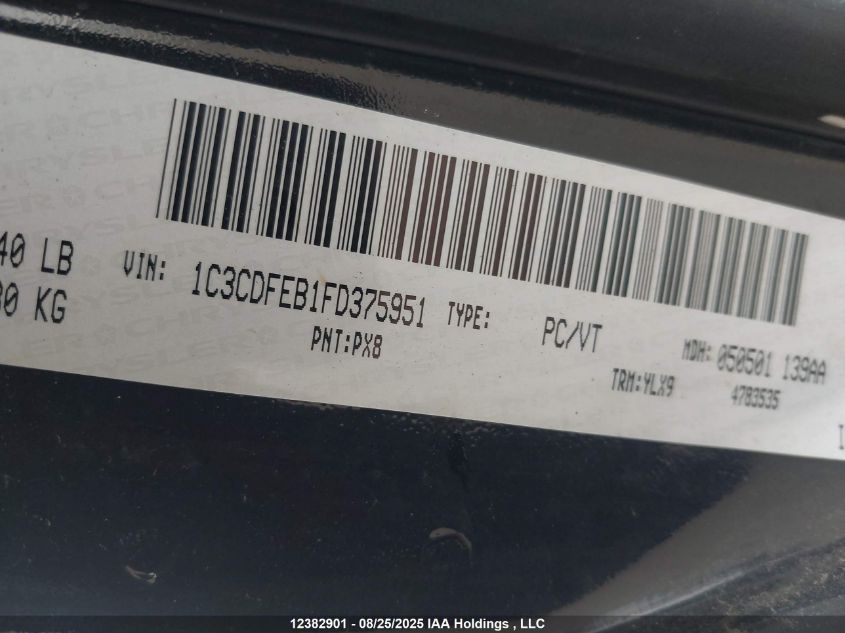 40 LB
KG
VIN: 1C3CDFEB1FD375951 TYPE: PC/VT MDH: 050501 139AA
PNT:PX8 TRM:YLX9 4783535
12382901 - 08/25/2025 IAA Holdings , LLC